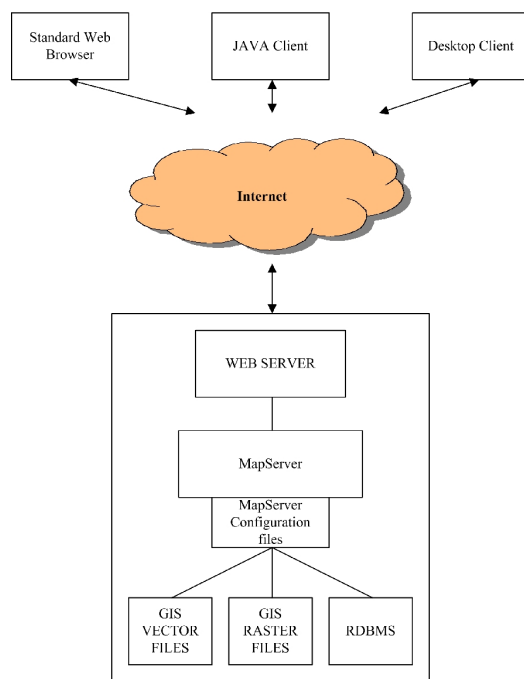 Standard Web
Browser
JAVA Client
Desktop Client
Internet
WEB SERVER
MapServer
MapServer
Configuration
files
GIS
VECTOR
FILES
GIS
RASTER
FILES
RDBMS